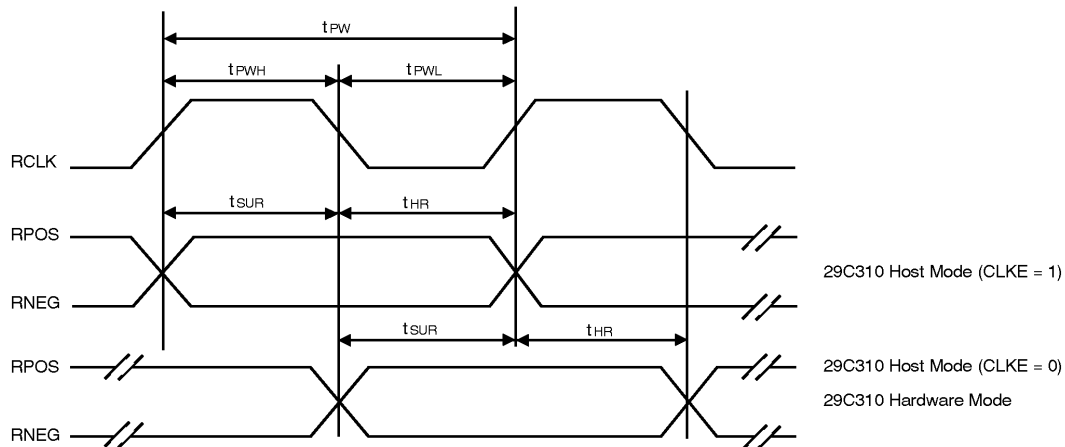 tPW
tPWH tPWL
RCLK
tSUR tHR
RPOS
29C310 Host Mode (CLKE = 1)
RNEG
tSUR tHR
RPOS 29C310 Host Mode (CLKE = 0)
29C310 Hardware Mode
RNEG